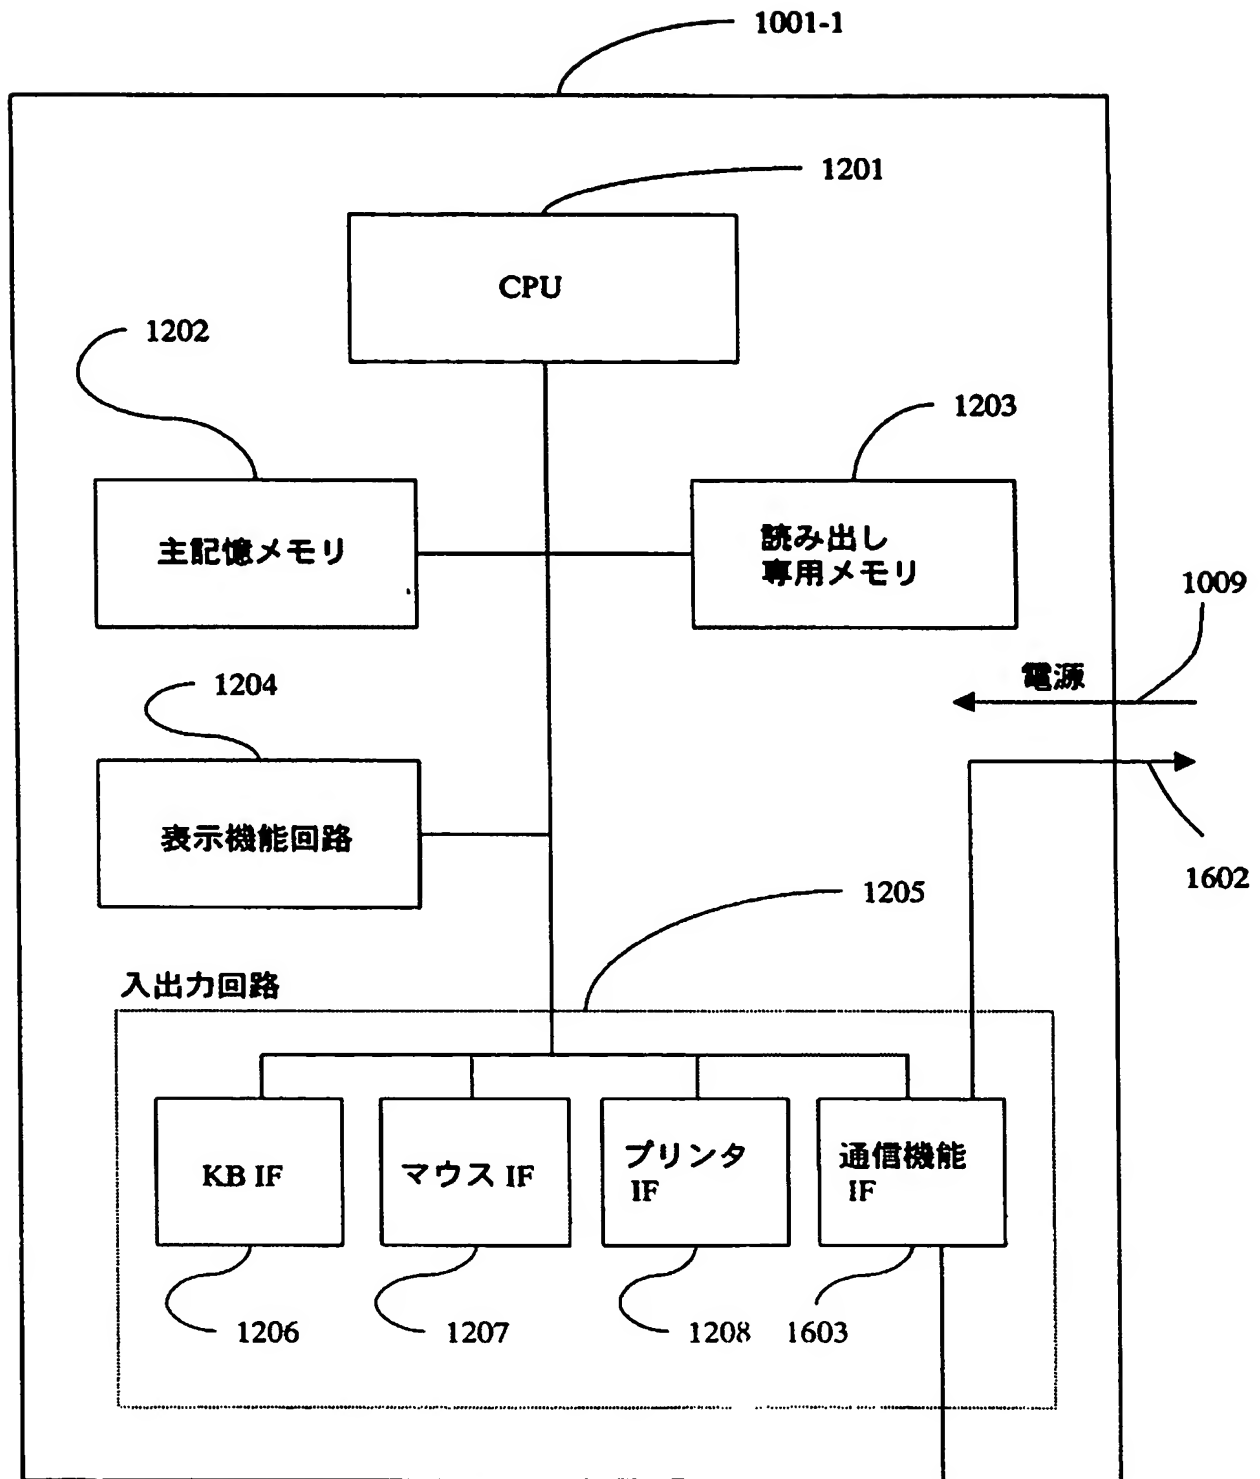 1001-1
1201
CPU
1202
1203
主記憶メモリ
読み出し
専用メモリ
1009
電源
1204
表示機能回路
1602
1205
入出力回路
KB IF
マウス IF
プリンタ
IF
通信機能
IF
1206
1207
1208
1603